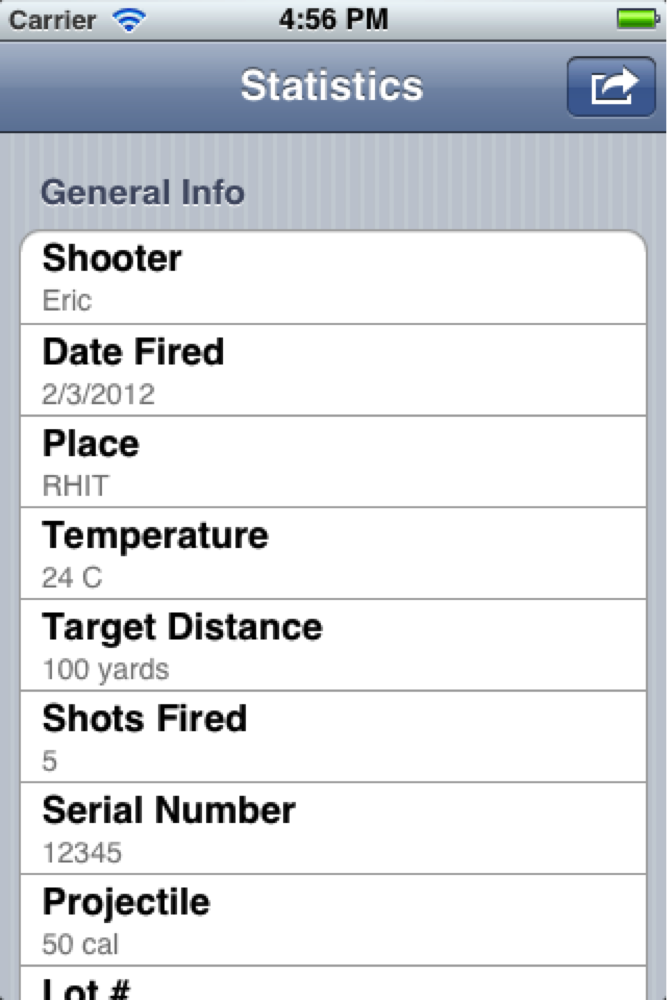 Carrier 4:56 PM
Statistics
General Info
Shooter
Eric
Date Fired
2/3/2012
Place
RHIT
Temperature
24 C
Target Distance
100 yards
Shots Fired
5
Serial Number
12345
Projectile
50 cal
Lot #